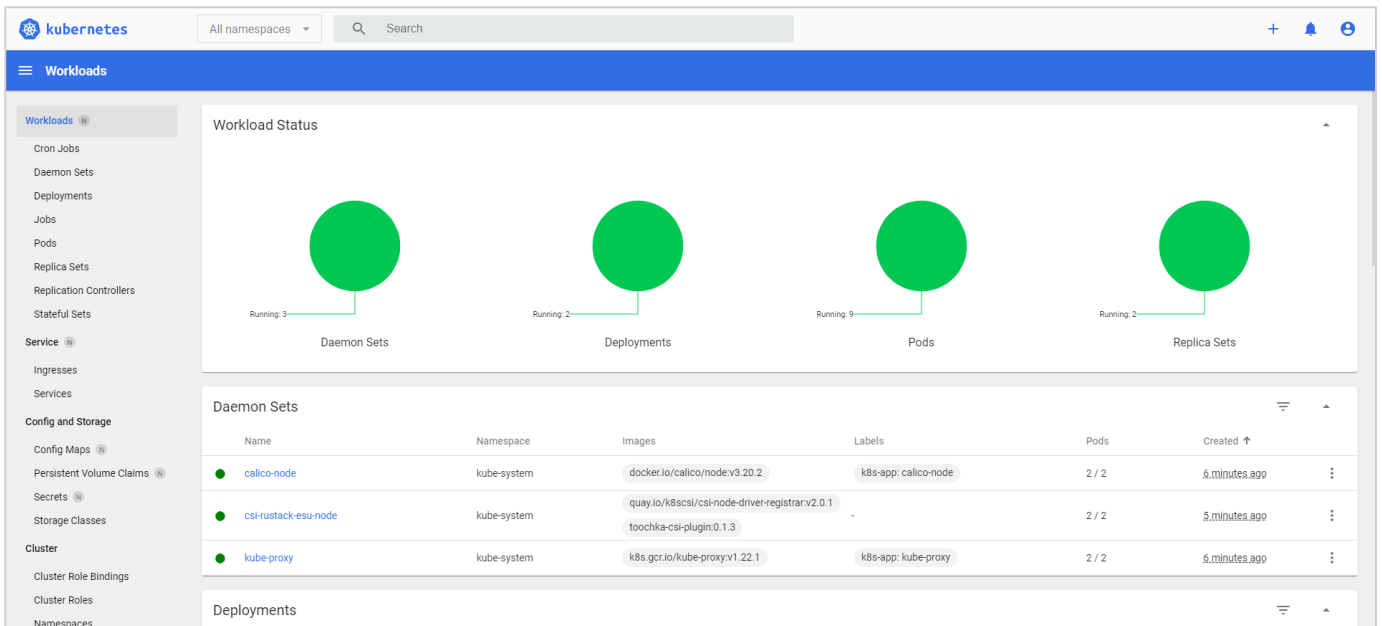 kubernetes
All namespaces
Search
Workloads
Workloads N
Cron Jobs
Daemon Sets
Deployments
Jobs
Pods
Replica Sets
Replication Controllers
Stateful Sets
Service N
Ingresses
Services
Config and Storage
Config Maps N
Persistent Volume Claims N
Secrets N
Storage Classes
Cluster
Cluster Role Bindings
Cluster Roles
Namespaces
Workload Status
Running: 3
Running: 2
Running: 9
Running: 2
Daemon Sets
Deployments
Pods
Replica Sets
Daemon Sets
Name Namespace Images Labels Pods Created
calico-node kube-system docker.io/calico/node:v3.20.2 k8s-app: calico-node 2 / 2 6 minutes ago
quay.io/k8scsi/csi-node-driver-registrar:v2.0.1
csi-rustack-esu-node kube-system - 2 / 2 5 minutes ago
toochka-csi-plugin:0.1.3
kube-proxy kube-system k8s.gcr.io/kube-proxy:v1.22.1 k8s-app: kube-proxy 2 / 2 6 minutes ago
Deployments